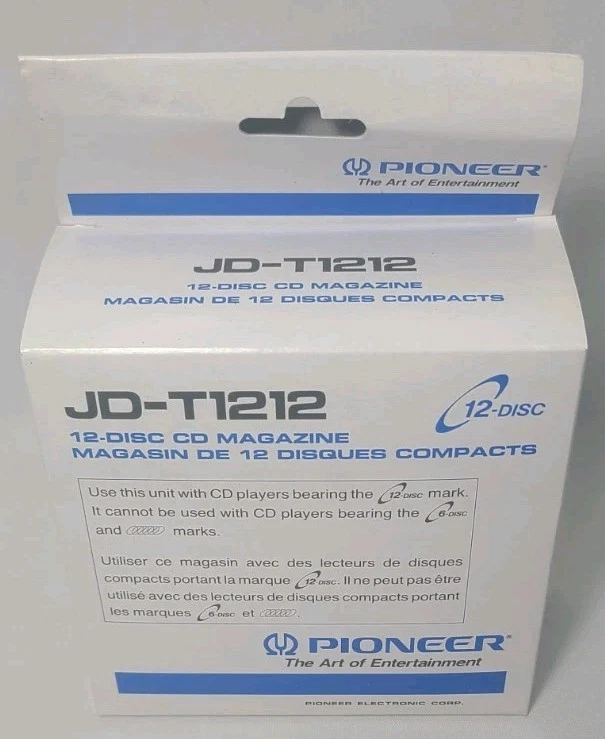 PIONEER®
The Art of Entertainment
JD-T1212
12-DISC CD MAGAZINE
MAGASIN DE 12 DISQUES COMPACTS
JD-T1212
12-DISC
12-DISC CD MAGAZINE
MAGASIN DE 12 DISQUES COMPACTS
Use this unit with CD players bearing the 12-DISC mark.
It cannot be used with CD players bearing the 6-DISC
and marks.
Utiliser ce magasin avec des lecteurs de disques
compacts portant la marque 12-DISC. Il ne peut pas être
utilisé avec des lecteurs de disques compacts portant
les marques 6-DISC et .
PIONEER®
The Art of Entertainment
PIONEER ELECTRONIC CORP.